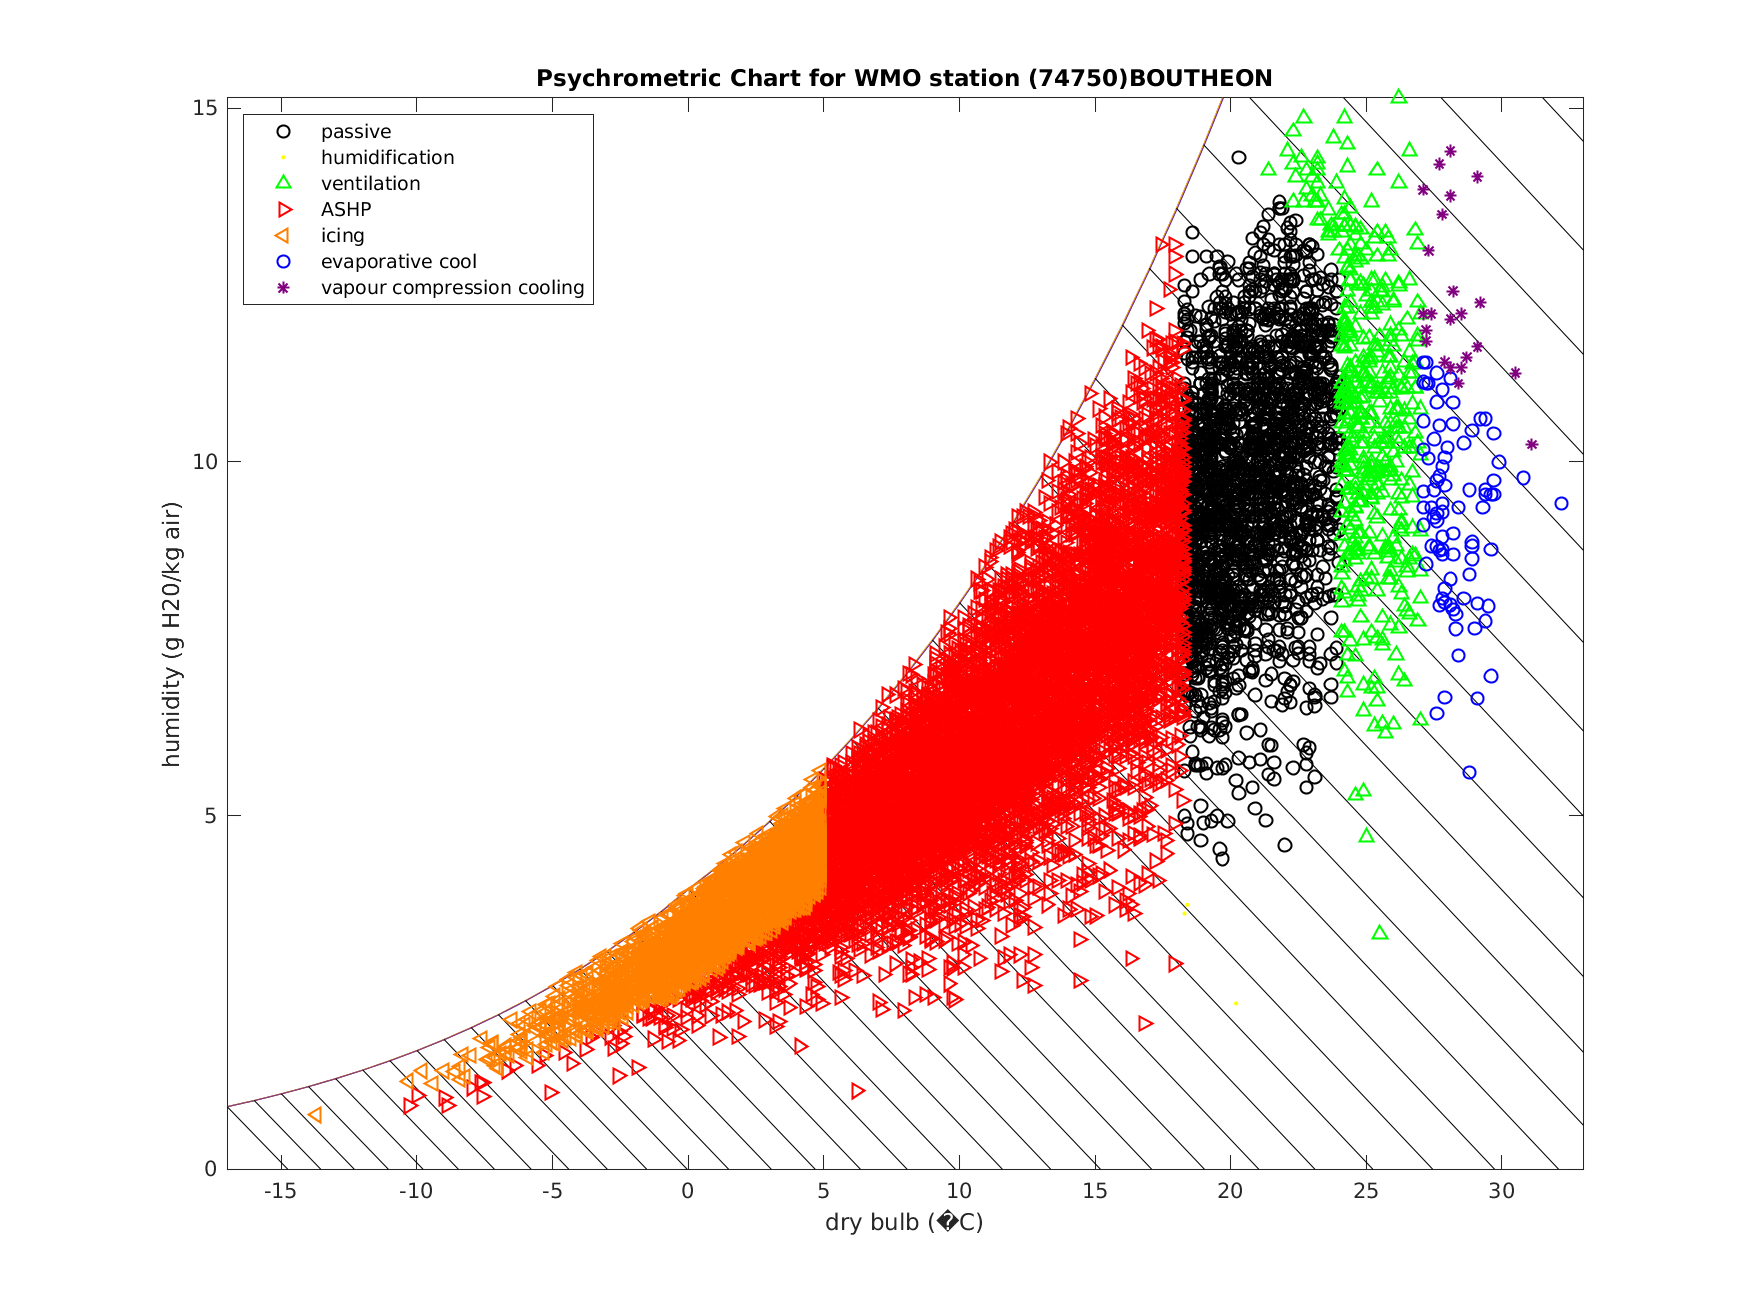 Psychrometric Chart for WMO station (74750)BOUTHEON
passive
humidification
ventilation
ASHP
icing
evaporative cool
vapour compression cooling
humidity (g H20/kg air)
15
10
5
0
-15 -10 -5 0 5 10 15 20 25 30
dry bulb (�C)